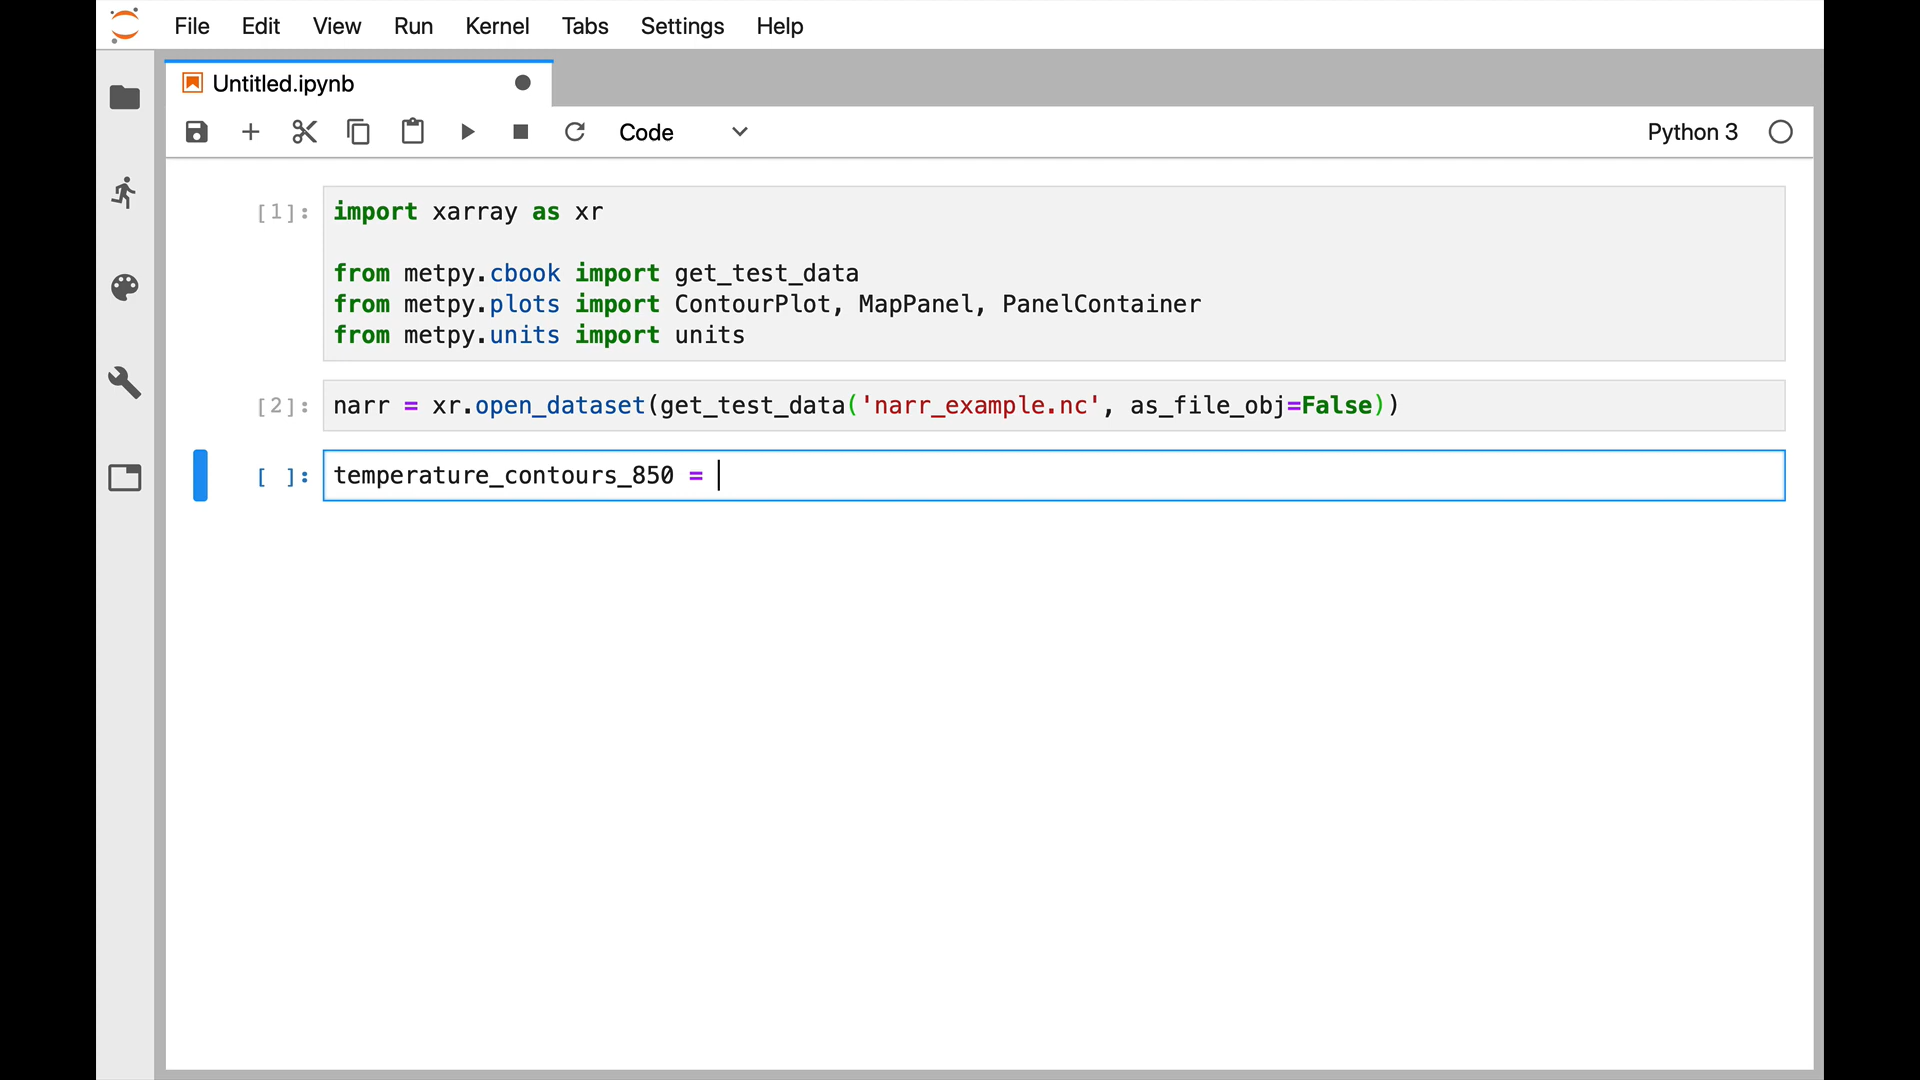 File Edit View Run Kernel Tabs Settings Help
Untitled.ipynb
Code Python 3
[1]: import xarray as xr
from metpy.cbook import get_test_data
from metpy.plots import ContourPlot, MapPanel, PanelContainer
from metpy.units import units
[2]: narr = xr.open_dataset(get_test_data('narr_example.nc', as_file_obj=False))
[ ]: temperature_contours_850 =